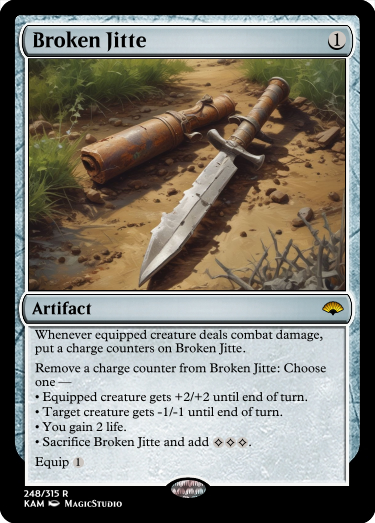 Broken Jitte 1
Artifact
Whenever equipped creature deals combat damage,
put a charge counters on Broken Jitte.
Remove a charge counter from Broken Jitte: Choose
one —
• Equipped creature gets +2/+2 until end of turn.
• Target creature gets -1/-1 until end of turn.
• You gain 2 life.
• Sacrifice Broken Jitte and add ◇◇◇.
Equip 1
248/315 R
KAM MagicStudio